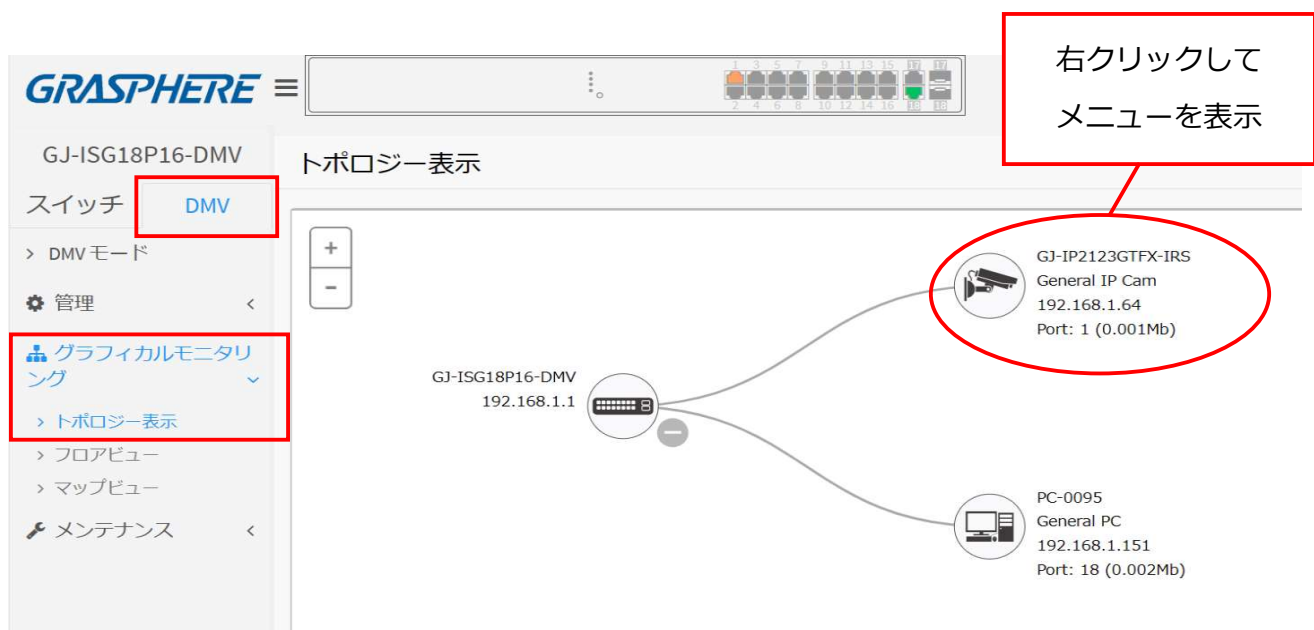 右クリックして
メニューを表示
GRASPHERE
1 3 5 7 9 11 13 15 17 17
2 4 6 8 10 12 14 16 18 18
GJ-ISG18P16-DMV
トポロジー表示
スイッチ DMV
> DMV モード
管理 <
グラフィカルモニタリ
ング
> トポロジー表示
> フロアビュー
> マップビュー
メンテナンス <
+
-
GJ-ISG18P16-DMV
192.168.1.1
GJ-IP2123GTFX-IRS
General IP Cam
192.168.1.64
Port: 1 (0.001Mb)
PC-0095
General PC
192.168.1.151
Port: 18 (0.002Mb)